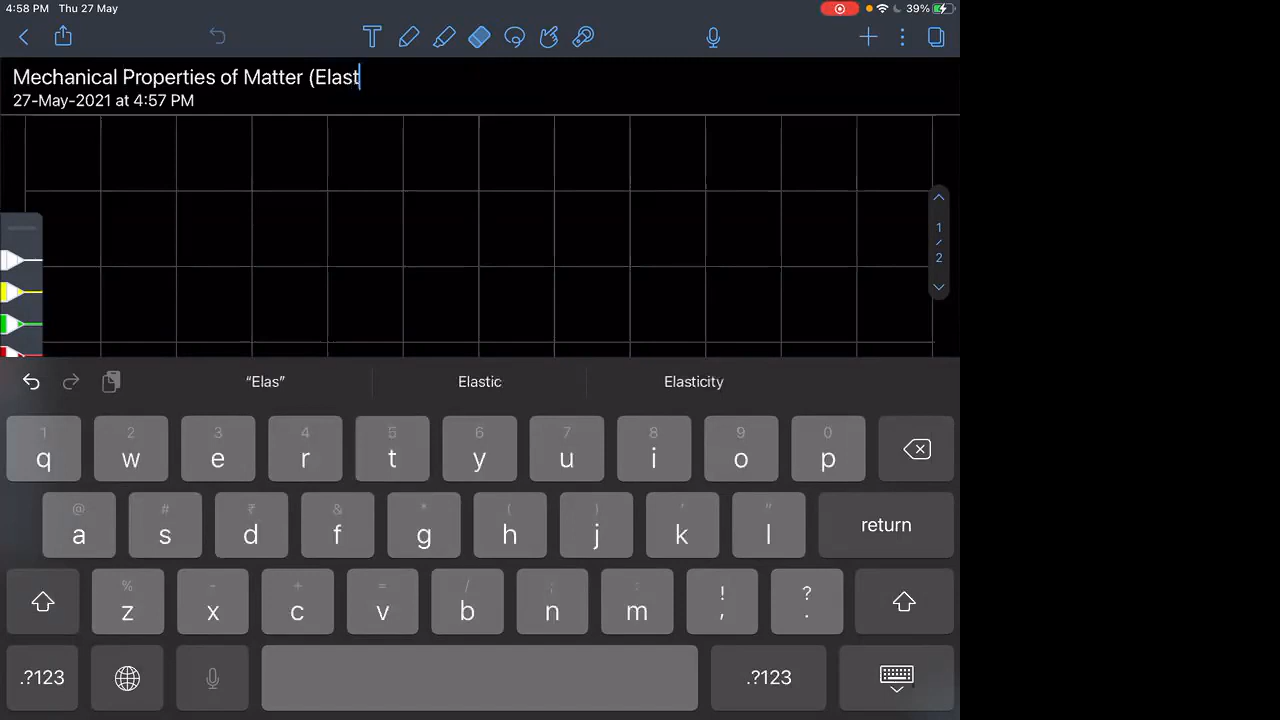 4:58 PM Thu 27 May
39%
Mechanical Properties of Matter (Elast
27-May-2021 at 4:57 PM
1
/
2
“Elas” Elastic Elasticity
1 2 3 4 5 6 7 8 9 0
q w e r t y u i o p
@ # ₹ & * ( ) ' "
a s d f g h j k l return
% - + = / ; : ! ?
z x c v b n m , .
.?123 .?123